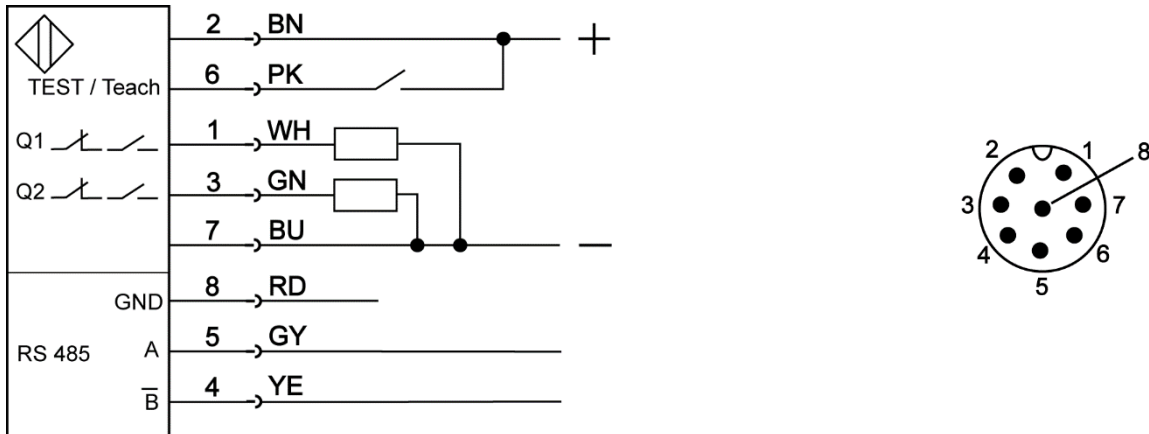 2 BN +
TEST / Teach 6 PK
Q1 1 WH
Q2 3 GN
7 BU −
GND 8 RD
RS 485 A 5 GY
B̅ 4 YE
2 1 8
3 7
4 6
5